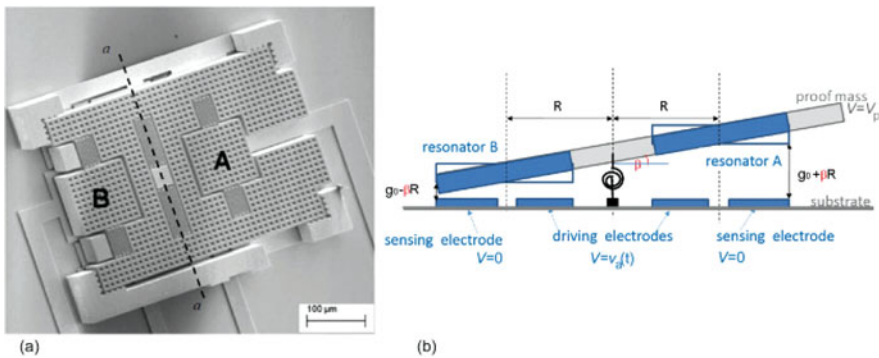 a
B
A
a
100 µm
(a)
R
R
proof mass
V=Vp
resonator B
β
resonator A
g0-βR
g0+βR
substrate
sensing electrode
V=0
driving electrodes
V=va(t)
sensing electrode
V=0
(b)